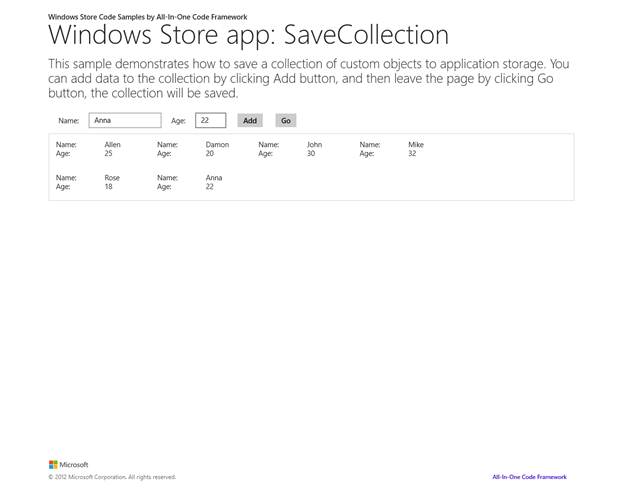 Windows Store Code Samples by All-In-One Code Framework
Windows Store app: SaveCollection
This sample demonstrates how to save a collection of custom objects to application storage. You
can add data to the collection by clicking Add button, and then leave the page by clicking Go
button, the collection will be saved.
Name: Anna Age: 22 Add Go
Name: Allen Name: Damon Name: John Name: Mike
Age: 25 Age: 20 Age: 30 Age: 32
Name: Rose Name: Anna
Age: 18 Age: 22
Microsoft
© 2012 Microsoft Corporation. All rights reserved. All-In-One Code Framework